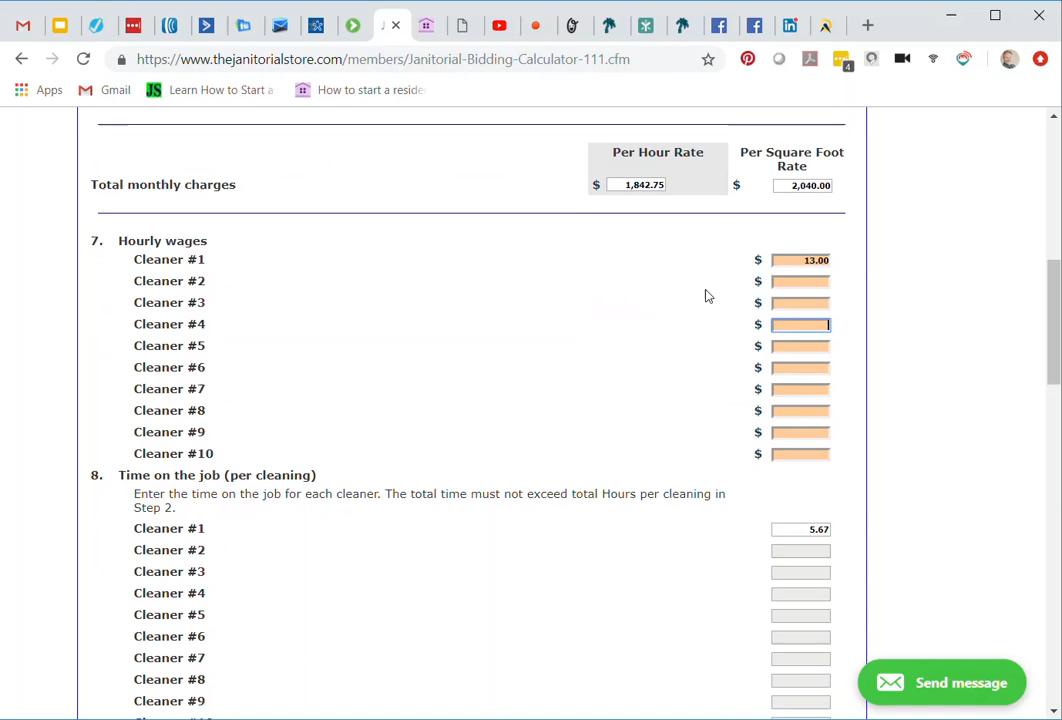 https://www.thejanitorialstore.com/members/Janitorial-Bidding-Calculator-111.cfm
4
Apps Gmail JS Learn How to Start a How to start a reside
Per Hour Rate Per Square Foot
Rate
Total monthly charges $ 1,842.75 $ 2,040.00
7. Hourly wages
Cleaner #1 $ 13.00
Cleaner #2 $
Cleaner #3 $
Cleaner #4 $
Cleaner #5 $
Cleaner #6 $
Cleaner #7 $
Cleaner #8 $
Cleaner #9 $
Cleaner #10 $
8. Time on the job (per cleaning)
Enter the time on the job for each cleaner. The total time must not exceed total Hours per cleaning in
Step 2.
Cleaner #1 5.67
Cleaner #2
Cleaner #3
Cleaner #4
Cleaner #5
Cleaner #6
Cleaner #7
Cleaner #8
Cleaner #9
Send message